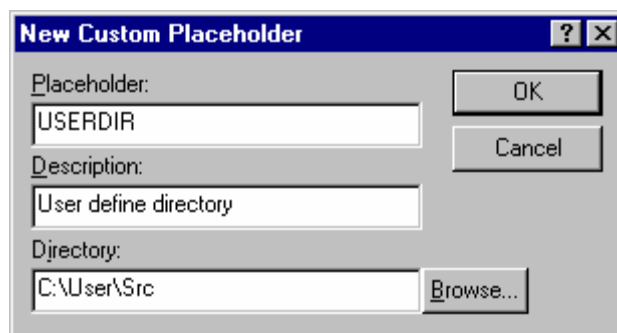 New Custom Placeholder
Placeholder:
USERDIR
OK
Cancel
Description:
User define directory
Directory:
C:\User\Src
Browse...